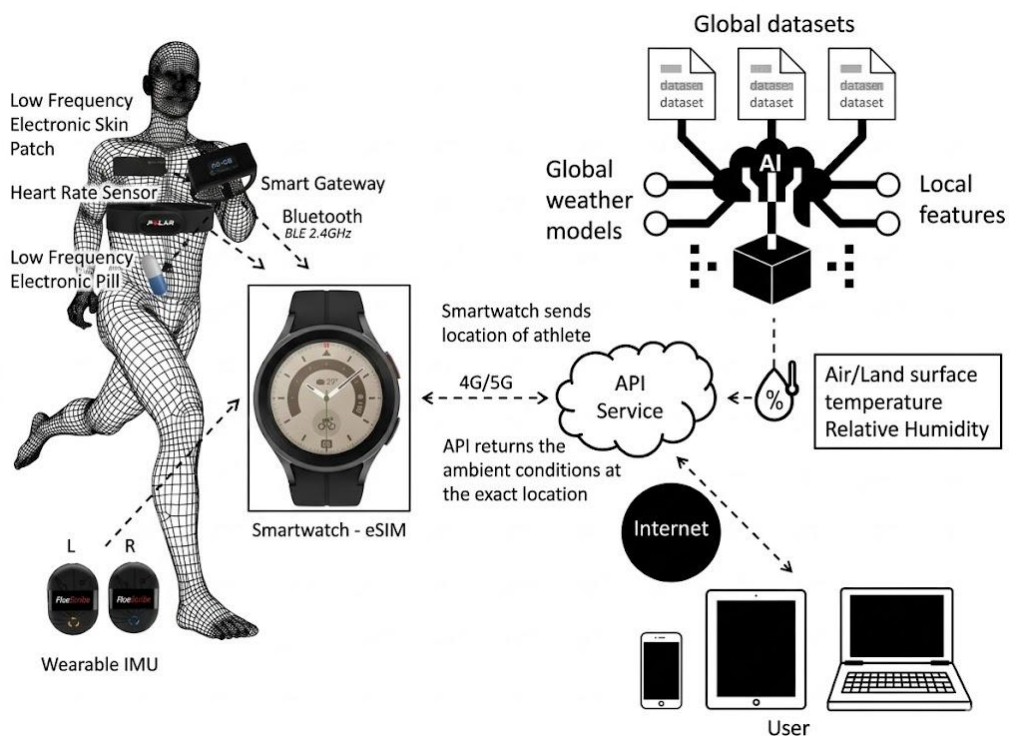 Global datasets
dataset
dataset
dataset
AI
Global
weather
models
Local
features
Low Frequency
Electronic Skin
Patch
Heart Rate Sensor
POLAR
Low Frequency
Electronic Pill
Smart Gateway
Bluetooth
BLE 2.4GHz
Smartwatch sends
location of athlete
4G/5G
API returns the
ambient conditions at
the exact location
29°
Smartwatch - eSIM
API
Service
%
Air/Land surface
temperature
Relative Humidity
Internet
L
R
Wearable IMU
User